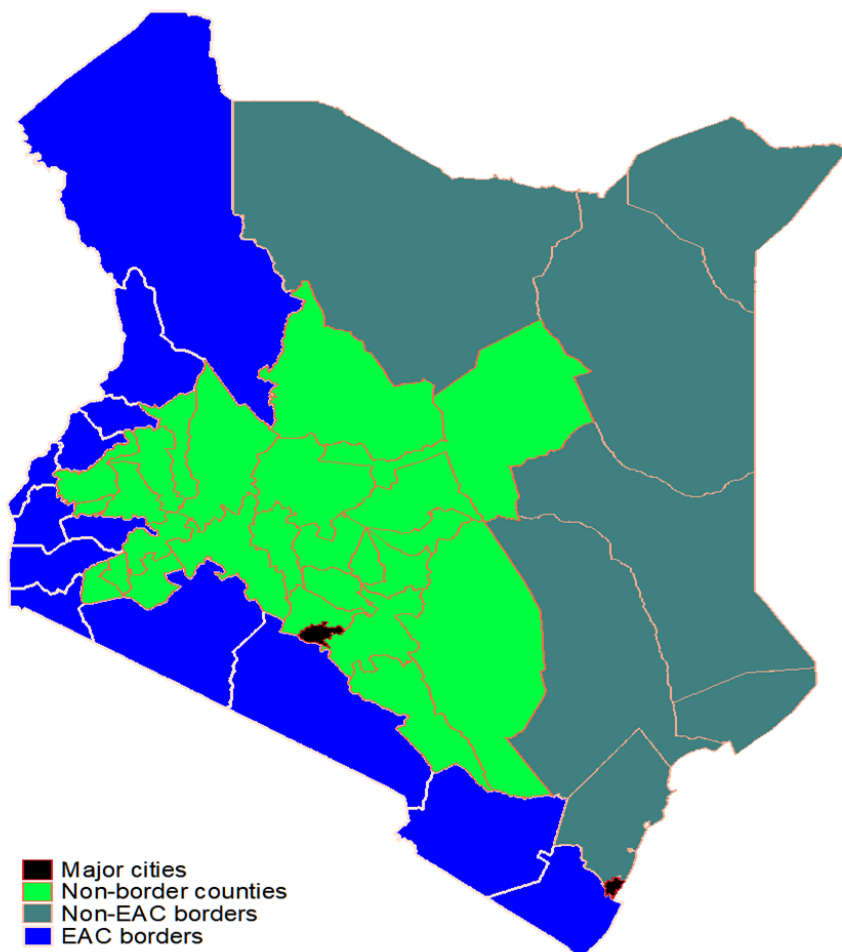 Major cities
Non-border counties
Non-EAC borders
EAC borders